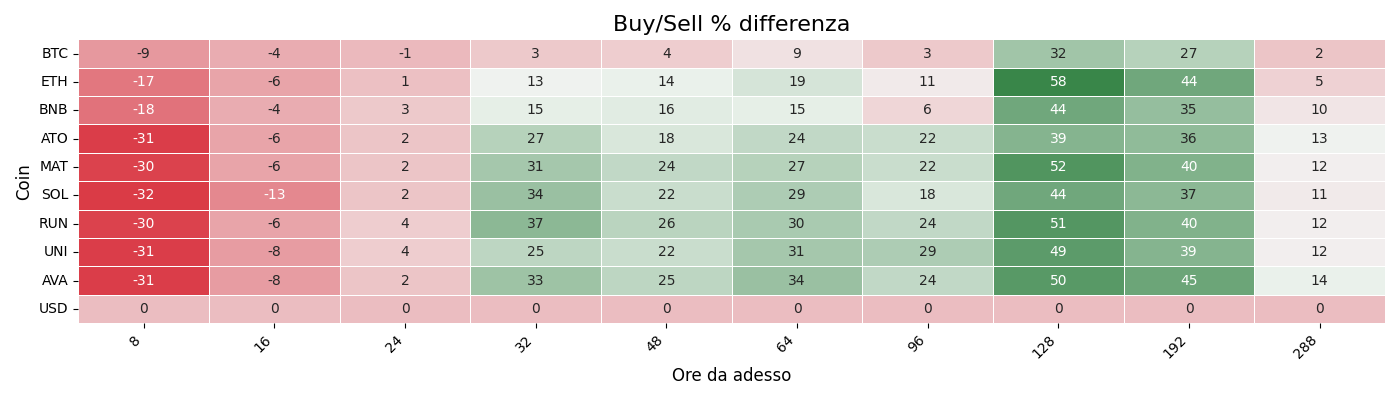 Buy/Sell % differenza
Coin
BTC -9 -4 -1 3 4 9 3 32 27 2
ETH -17 -6 1 13 14 19 11 58 44 5
BNB -18 -4 3 15 16 15 6 44 35 10
ATO -31 -6 2 27 18 24 22 39 36 13
MAT -30 -6 2 31 24 27 22 52 40 12
SOL -32 -13 2 34 22 29 18 44 37 11
RUN -30 -6 4 37 26 30 24 51 40 12
UNI -31 -8 4 25 22 31 29 49 39 12
AVA -31 -8 2 33 25 34 24 50 45 14
USD 0 0 0 0 0 0 0 0 0 0
8 16 24 32 48 64 96 128 192 288
Ore da adesso